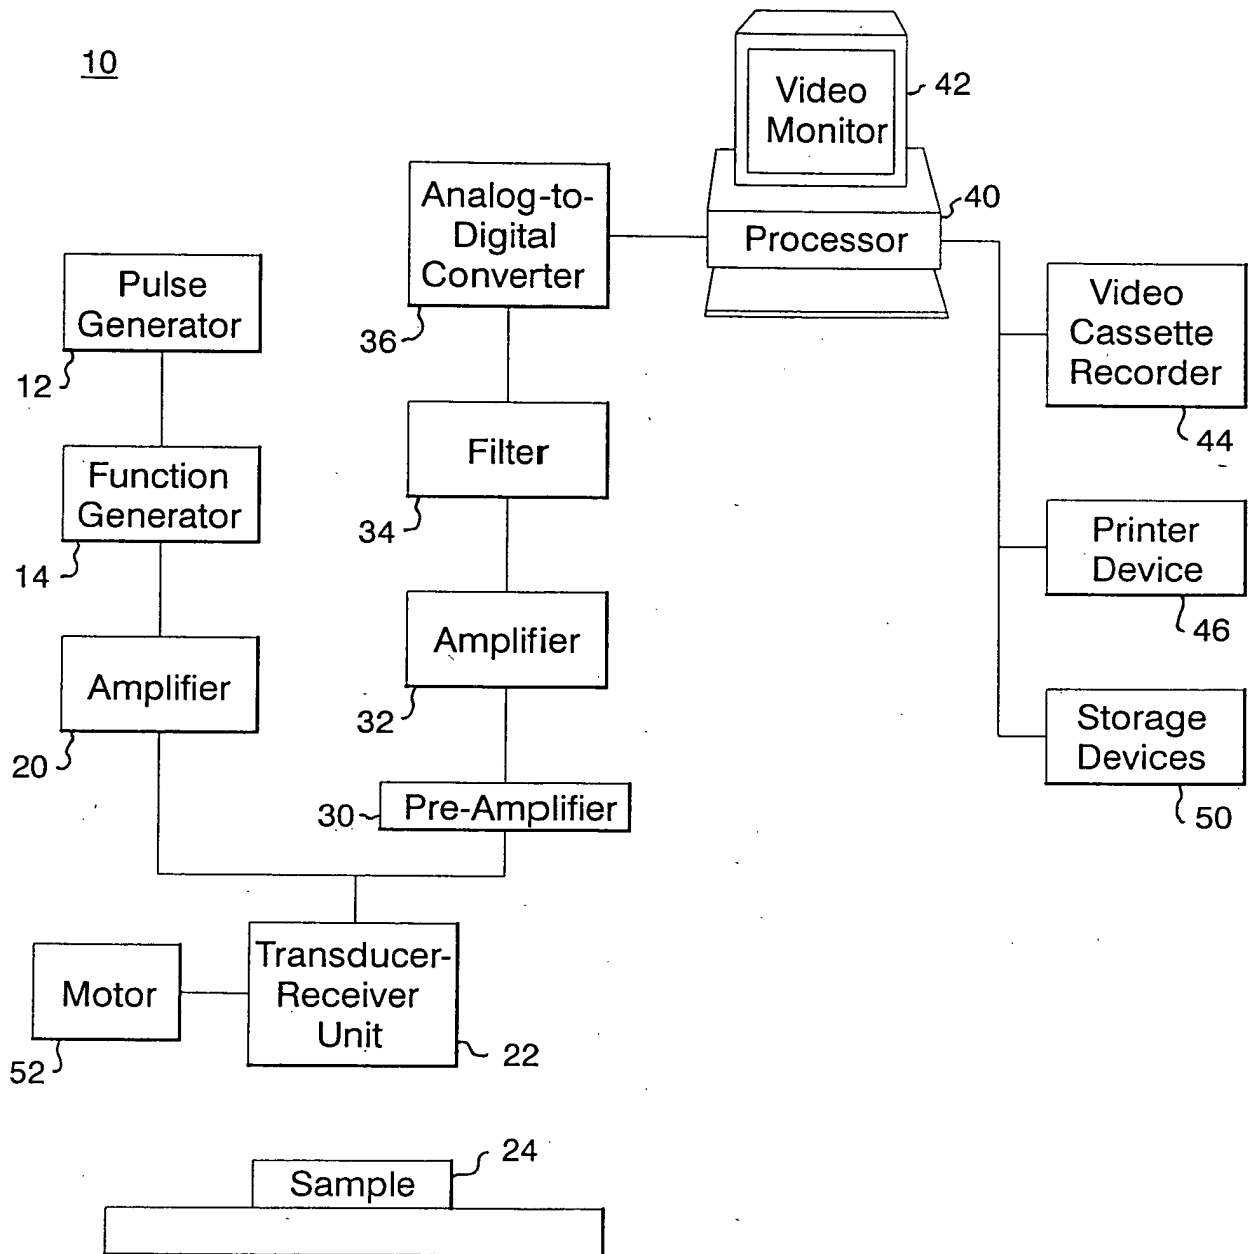 10
Video
Monitor
42
Analog-to-
Digital
Converter
36
Processor
40
Pulse
Generator
12
Video
Cassette
Recorder
44
Function
Generator
14
Filter
34
Printer
Device
46
Amplifier
20
Amplifier
32
Storage
Devices
50
Pre-Amplifier
30
Motor
52
Transducer-
Receiver
Unit
22
Sample
24